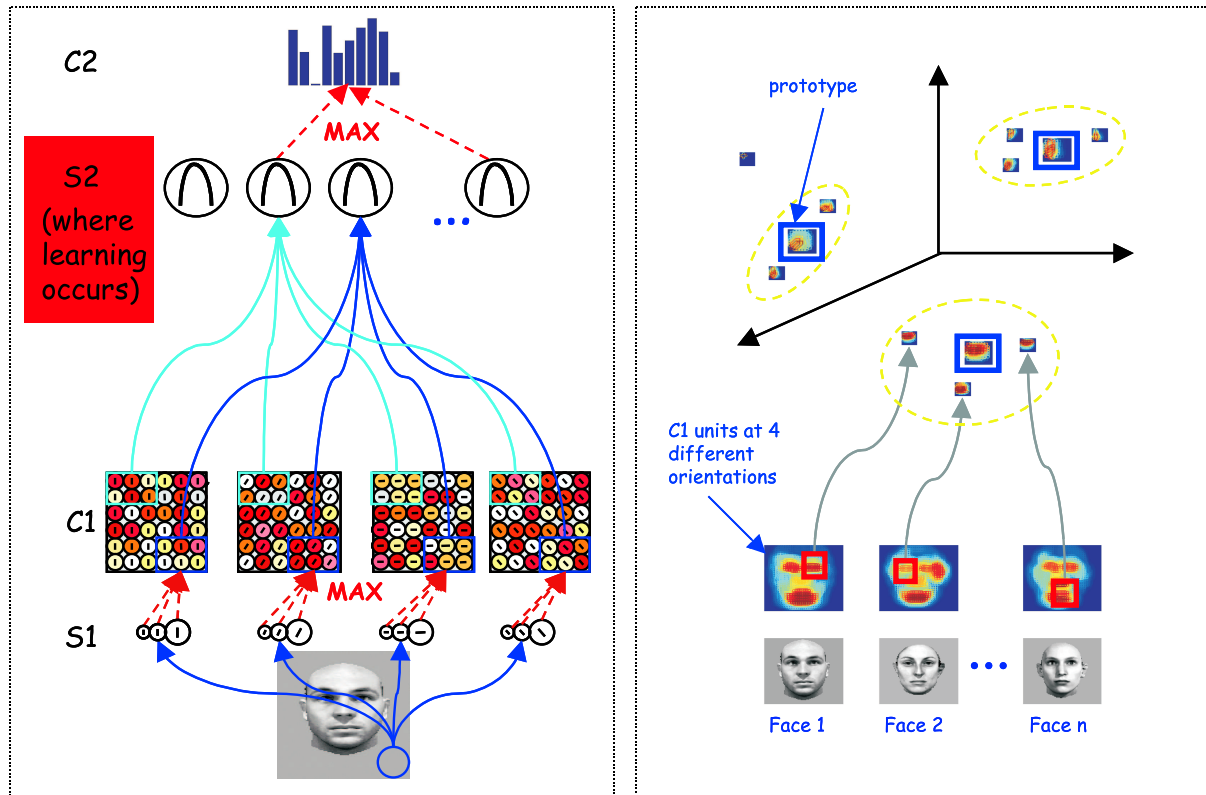 C2
MAX
S2
(where
learning
occurs)
...
C1
MAX
S1
prototype
C1 units at 4
different
orientations
...
Face 1
Face 2
Face n